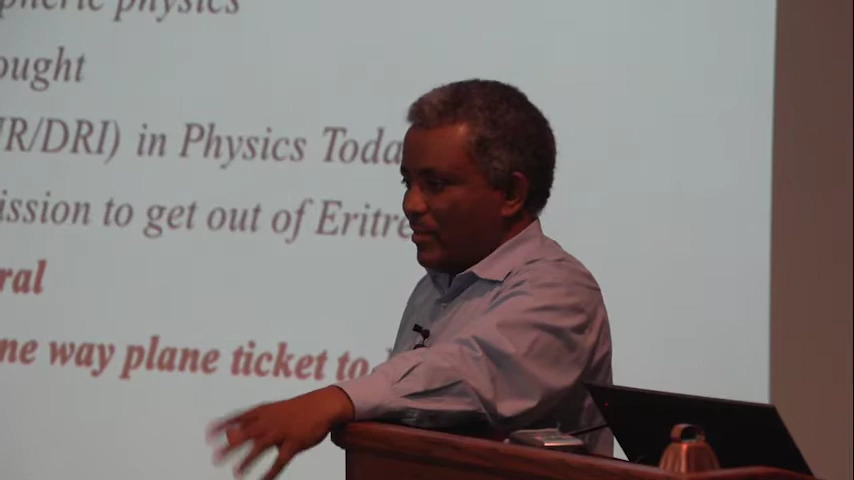 pheric physics
ought
R/DRI) in Physics Toda
ission to get out of Eritre
ral
ne way plane ticket to